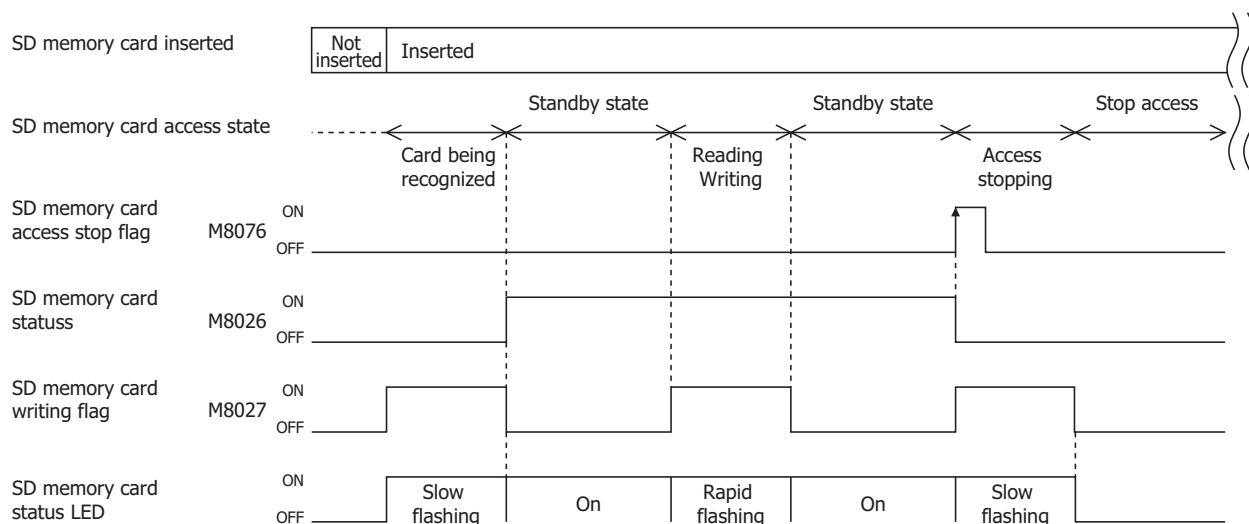 SD memory card inserted
Not
inserted
Inserted
Standby state
Standby state
Stop access
SD memory card access state
Card being
recognized
Reading
Writing
Access
stopping
SD memory card
access stop flag
M8076
ON
OFF
SD memory card
statuss
M8026
ON
OFF
SD memory card
writing flag
M8027
ON
OFF
SD memory card
status LED
ON
OFF
Slow
flashing
On
Rapid
flashing
On
Slow
flashing